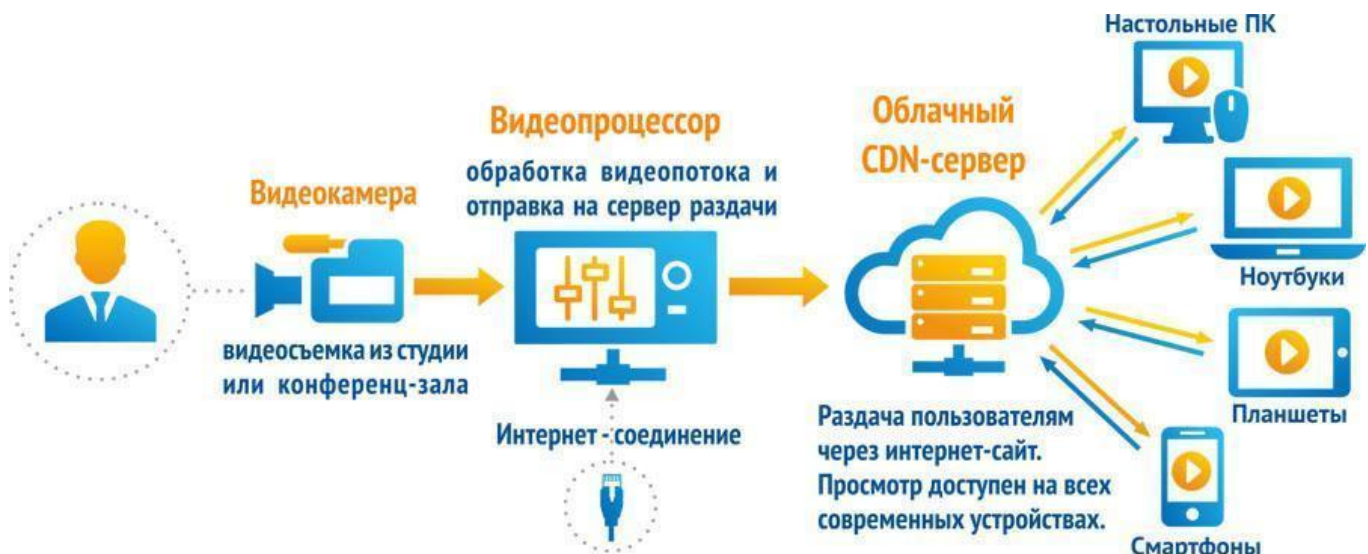 Видеокамера
видеосъемка из студии
или конференц-зала
Видеопроцессор
обработка видеопотока и
отправка на сервер раздачи
Интернет - соединение
Облачный
CDN-сервер
Раздача пользователям
через интернет-сайт.
Просмотр доступен на всех
современных устройствах.
Настольные ПК
Ноутбуки
Планшеты
Смартфоны